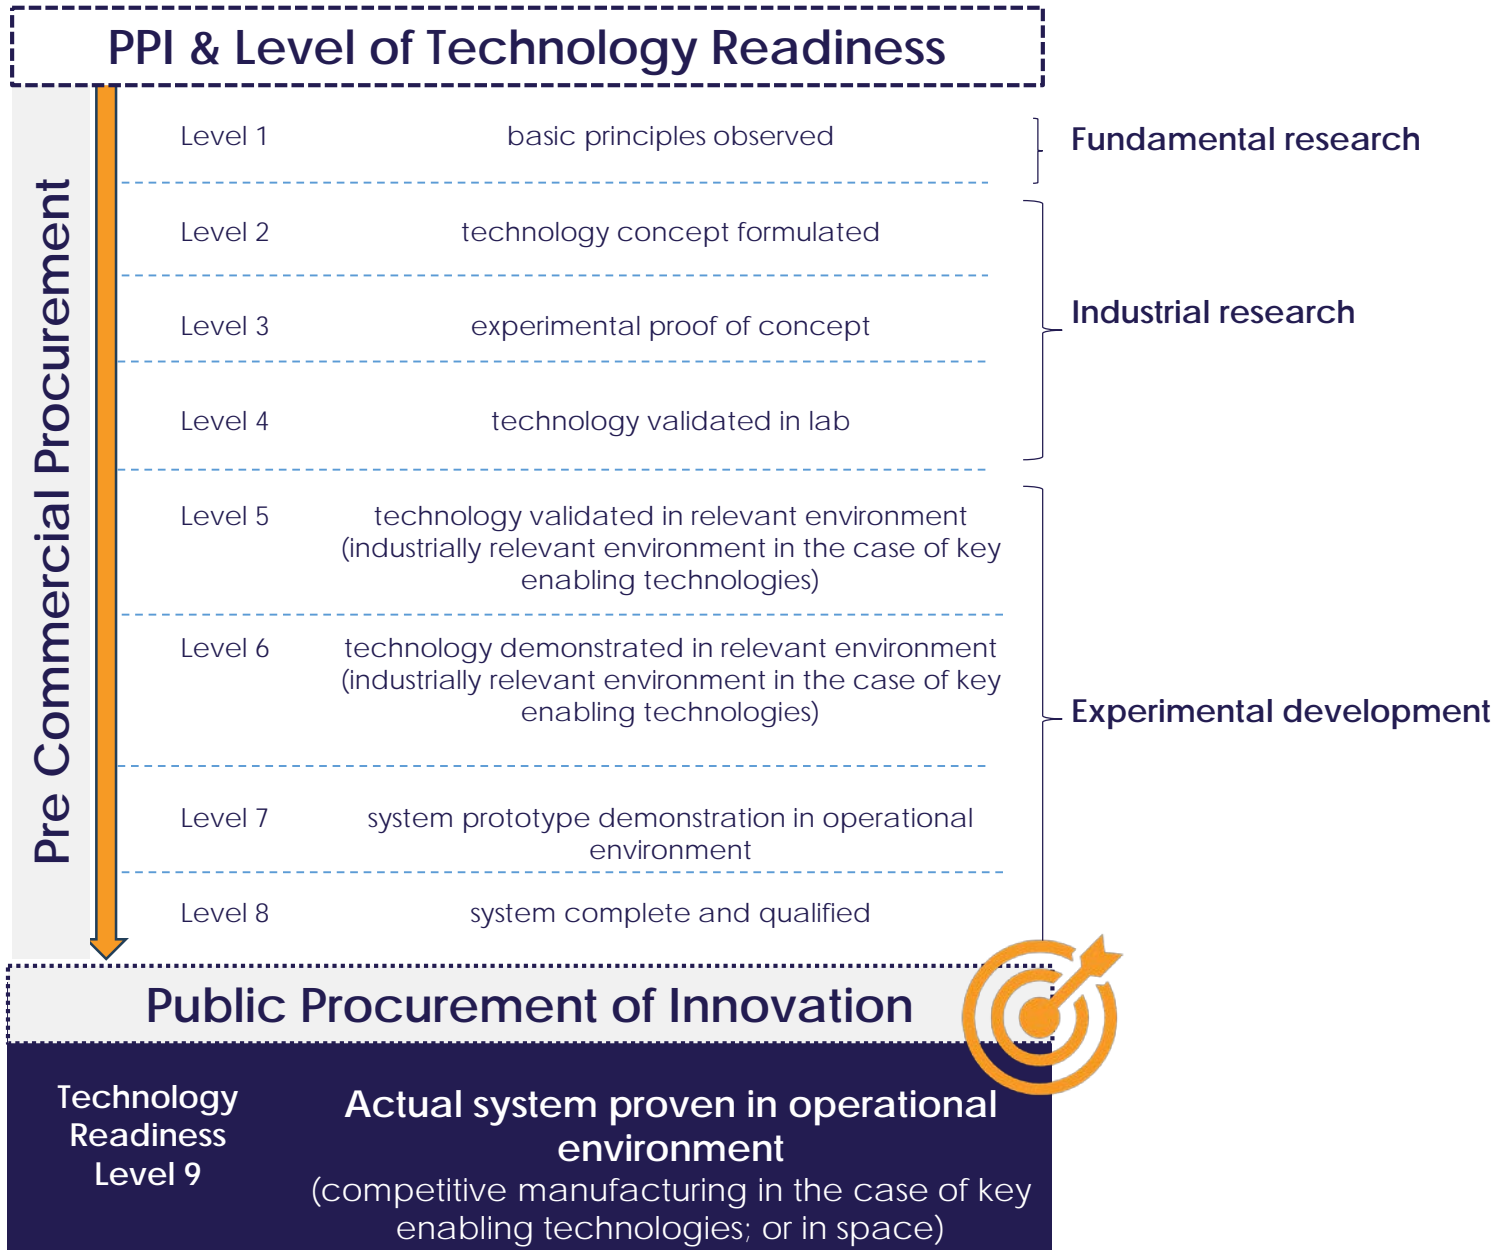 PPI & Level of Technology Readiness
Pre Commercial Procurement
Level 1
basic principles observed
Fundamental research
Level 2
technology concept formulated
Level 3
experimental proof of concept
Industrial research
Level 4
technology validated in lab
Level 5
technology validated in relevant environment
(industrially relevant environment in the case of key
enabling technologies)
Level 6
technology demonstrated in relevant environment
(industrially relevant environment in the case of key
enabling technologies)
Experimental development
Level 7
system prototype demonstration in operational
environment
Level 8
system complete and qualified
Public Procurement of Innovation
Technology
Readiness
Level 9
Actual system proven in operational
environment
(competitive manufacturing in the case of key
enabling technologies; or in space)